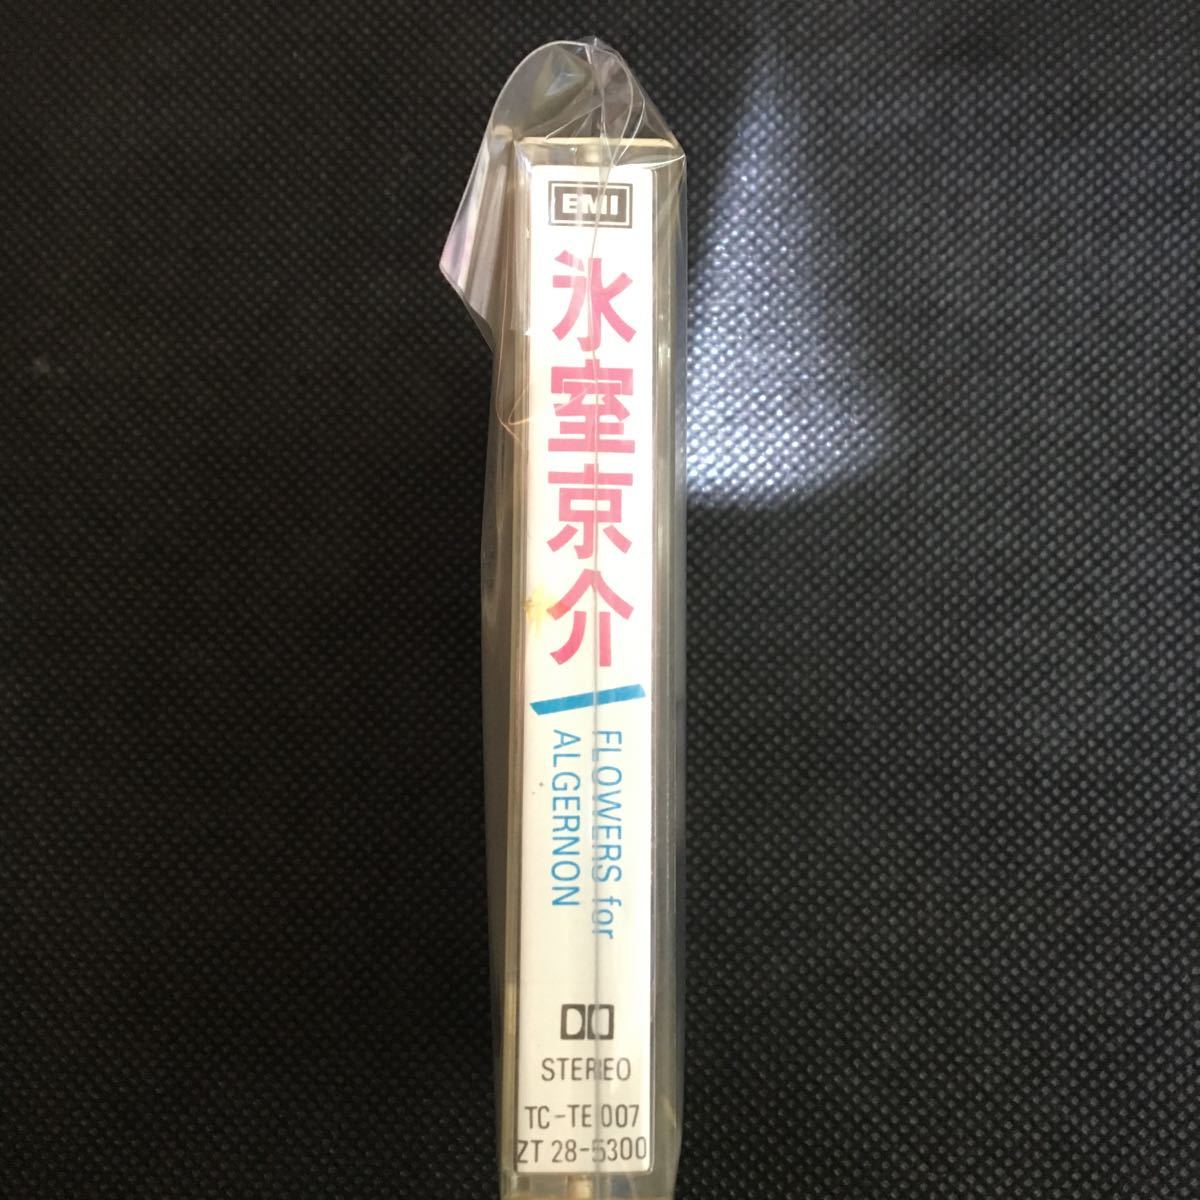 EMI
氷室京介
FLOWERS for
ALGERNON
STEREO
TC-TE 007
ZT 28-5300